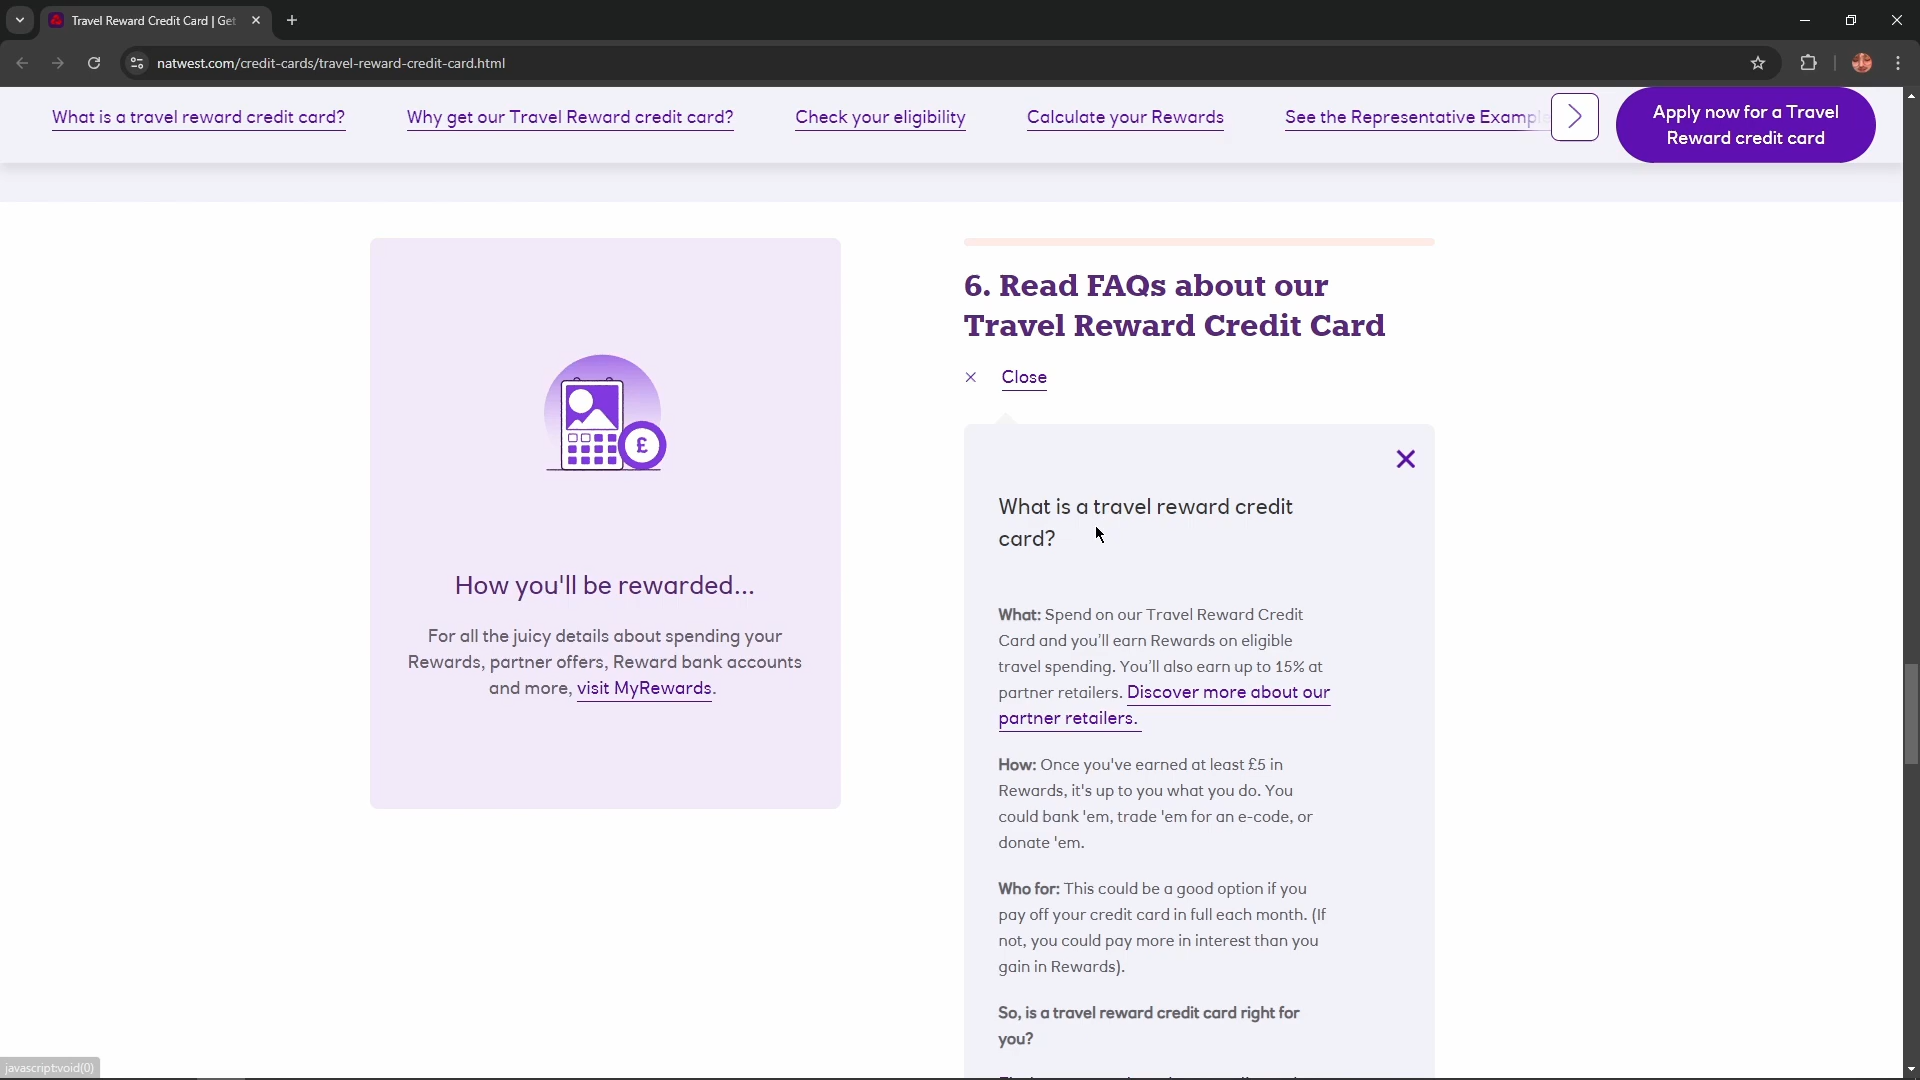 Travel Reward Credit Card | Get
natwest.com/credit-cards/travel-reward-credit-card.html
What is a travel reward credit card?
Why get our Travel Reward credit card?
Check your eligibility
Calculate your Rewards
See the Representative Example
Apply now for a Travel
Reward credit card
£
How you'll be rewarded...
For all the juicy details about spending your
Rewards, partner offers, Reward bank accounts
and more, visit MyRewards.
6. Read FAQs about our
Travel Reward Credit Card
Close
What is a travel reward credit
card?
What: Spend on our Travel Reward Credit
Card and you'll earn Rewards on eligible
travel spending. You'll also earn up to 15% at
partner retailers. Discover more about our
partner retailers.
How: Once you've earned at least £5 in
Rewards, it's up to you what you do. You
could bank 'em, trade 'em for an e-code, or
donate 'em.
Who for: This could be a good option if you
pay off your credit card in full each month. (If
not, you could pay more in interest than you
gain in Rewards).
So, is a travel reward credit card right for
you?
javascript:void(0)